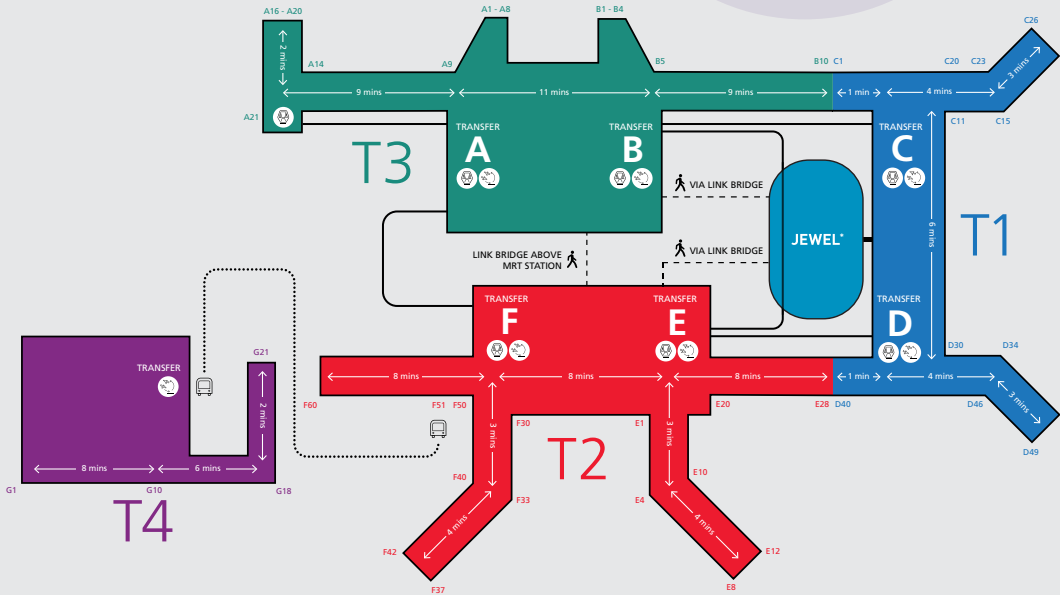 A16 - A20
A1 - A8
B1 - B4
C26
A14
A9
B5
B10
C1
C20
C23
2 mins
3 mins
9 mins
11 mins
9 mins
1 min
4 mins
A21
C11
C15
TRANSFER
A
TRANSFER
B
TRANSFER
C
T3
VIA LINK BRIDGE
6 mins
T1
JEWEL®
LINK BRIDGE ABOVE
MRT STATION
VIA LINK BRIDGE
TRANSFER
F
TRANSFER
E
TRANSFER
D
D30
D34
G21
TRANSFER
8 mins
8 mins
8 mins
1 min
4 mins
3 mins
F60
F51
F50
F30
E1
E20
E28
D40
D46
2 mins
3 mins
3 mins
T2
D49
8 mins
6 mins
F40
E10
G1
G10
G18
F33
E4
T4
4 mins
4 mins
F42
E12
F37
E8